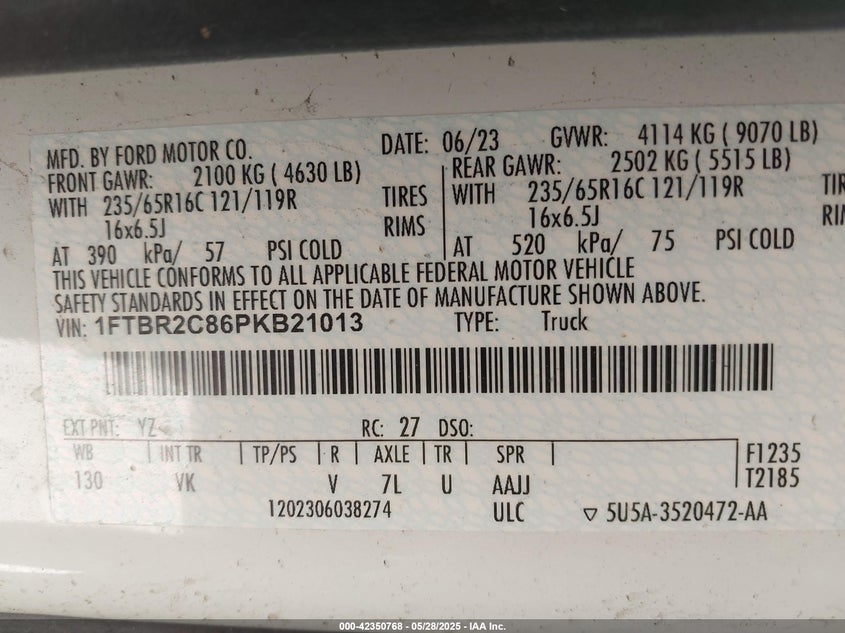 MFD. BY FORD MOTOR CO. DATE: 06/23 GVWR: 4114 KG ( 9070 LB)
FRONT GAWR: 2100 KG ( 4630 LB) REAR GAWR: 2502 KG ( 5515 LB)
WITH 235/65R16C 121/119R TIRES WITH 235/65R16C 121/119R TIR
16x6.5J RIMS 16x6.5J RI
AT 390 kPa/ 57 PSI COLD AT 520 kPa/ 75 PSI COLD
THIS VEHICLE CONFORMS TO ALL APPLICABLE FEDERAL MOTOR VEHICLE
SAFETY STANDARDS IN EFFECT ON THE DATE OF MANUFACTURE SHOWN ABOVE.
VIN: 1FTBR2C86PKB21013 TYPE: Truck
EXT PNT: YZ RC: 27 DSO:
WB INT TR TP/PS R AXLE TR SPR F1235
130 VK V 7L U AAJJ T2185
1202306038274 ULC ▽ 5U5A-3520472-AA
000-42350768 - 05/28/2025 - IAA Inc.